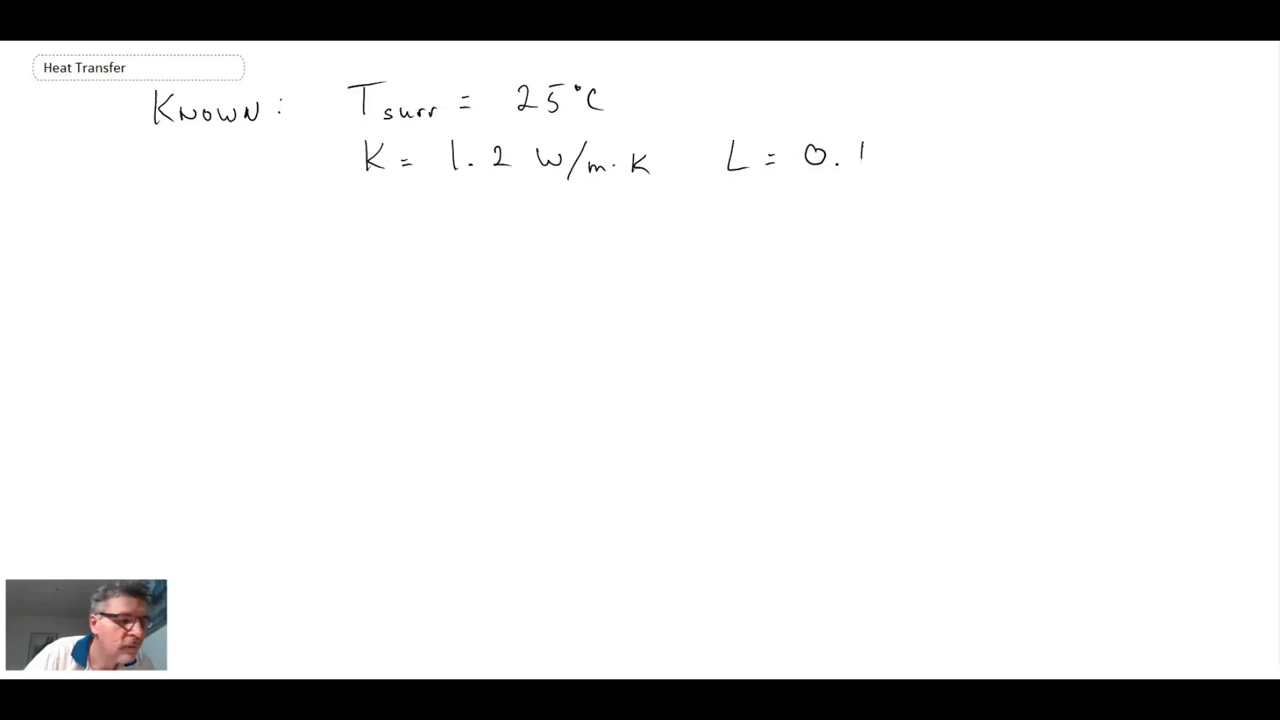 Heat Transfer
KNOWN: Tsurr = 25°C
K = 1.2 W/m·K L = 0.1